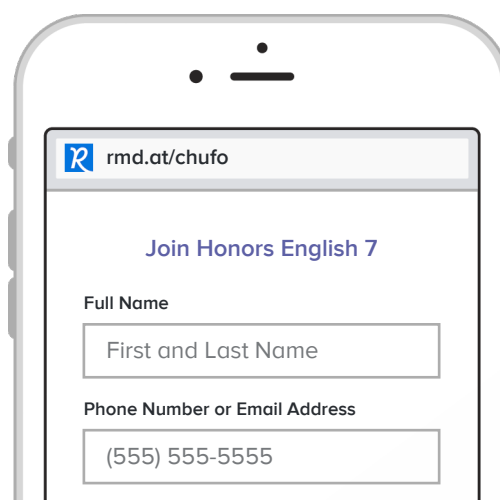 rmd.at/chufo
Join Honors English 7
Full Name
First and Last Name
Phone Number or Email Address
(555) 555-5555